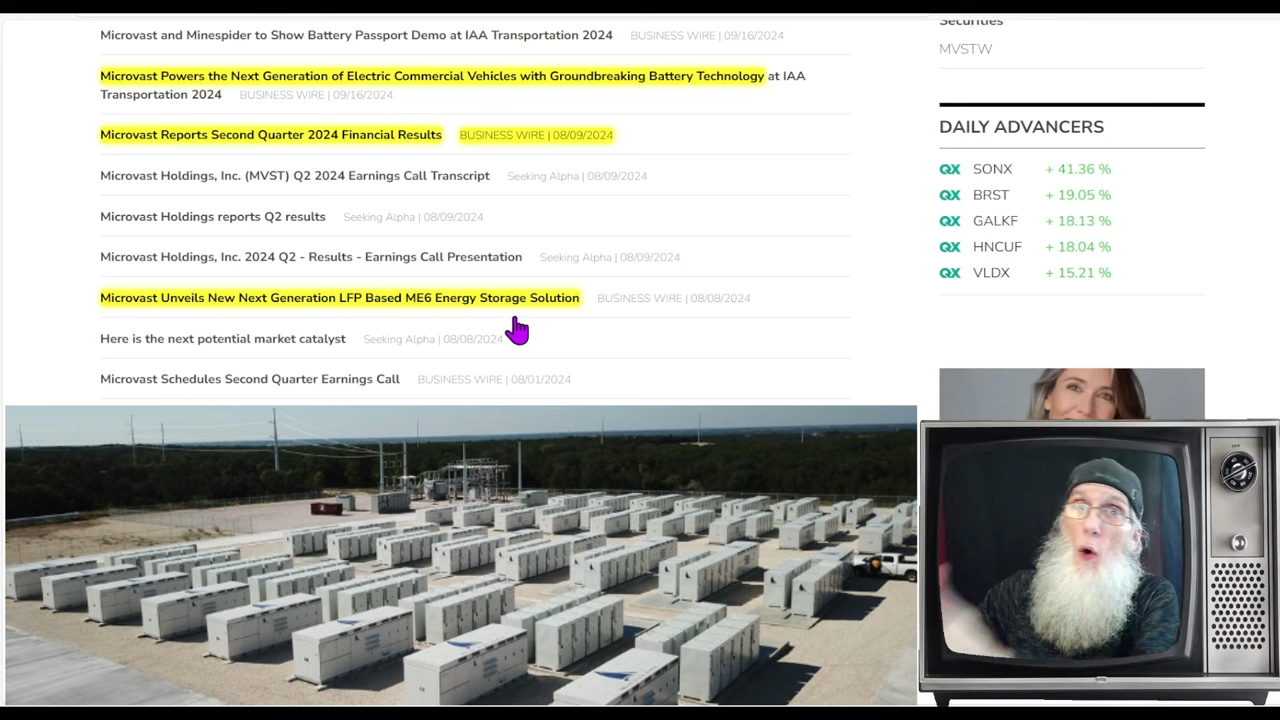 Microvast and Minespider to Show Battery Passport Demo at IAA Transportation 2024 BUSINESS WIRE | 09/16/2024
Microvast Powers the Next Generation of Electric Commercial Vehicles with Groundbreaking Battery Technology at IAA
Transportation 2024 BUSINESS WIRE | 09/16/2024
Microvast Reports Second Quarter 2024 Financial Results BUSINESS WIRE | 08/09/2024
Microvast Holdings, Inc. (MVST) Q2 2024 Earnings Call Transcript Seeking Alpha | 08/09/2024
Microvast Holdings reports Q2 results Seeking Alpha | 08/09/2024
Microvast Holdings, Inc. 2024 Q2 - Results - Earnings Call Presentation Seeking Alpha | 08/09/2024
Microvast Unveils New Next Generation LFP Based ME6 Energy Storage Solution BUSINESS WIRE | 08/08/2024
Here is the next potential market catalyst Seeking Alpha | 08/08/2024
Microvast Schedules Second Quarter Earnings Call BUSINESS WIRE | 08/01/2024
Securities
MVSTW
DAILY ADVANCERS
QX SONX + 41.36 %
QX BRST + 19.05 %
QX GALKF + 18.13 %
QX HNCUF + 18.04 %
QX VLDX + 15.21 %